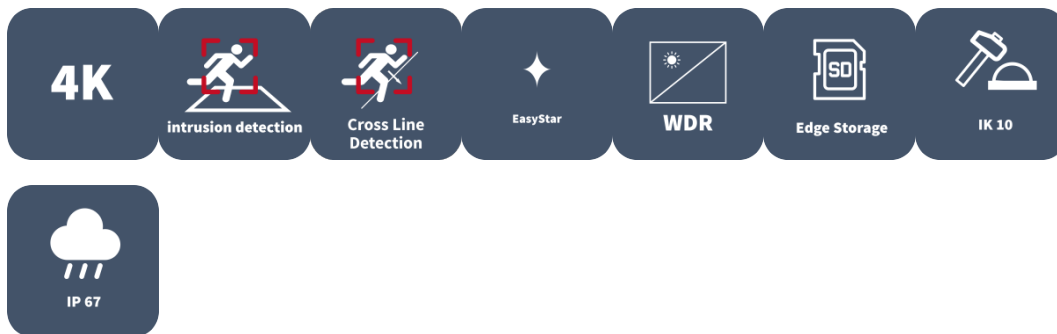 4K
intrusion detection
Cross Line
Detection
EasyStar
WDR
SD
Edge Storage
IK 10
IP 67